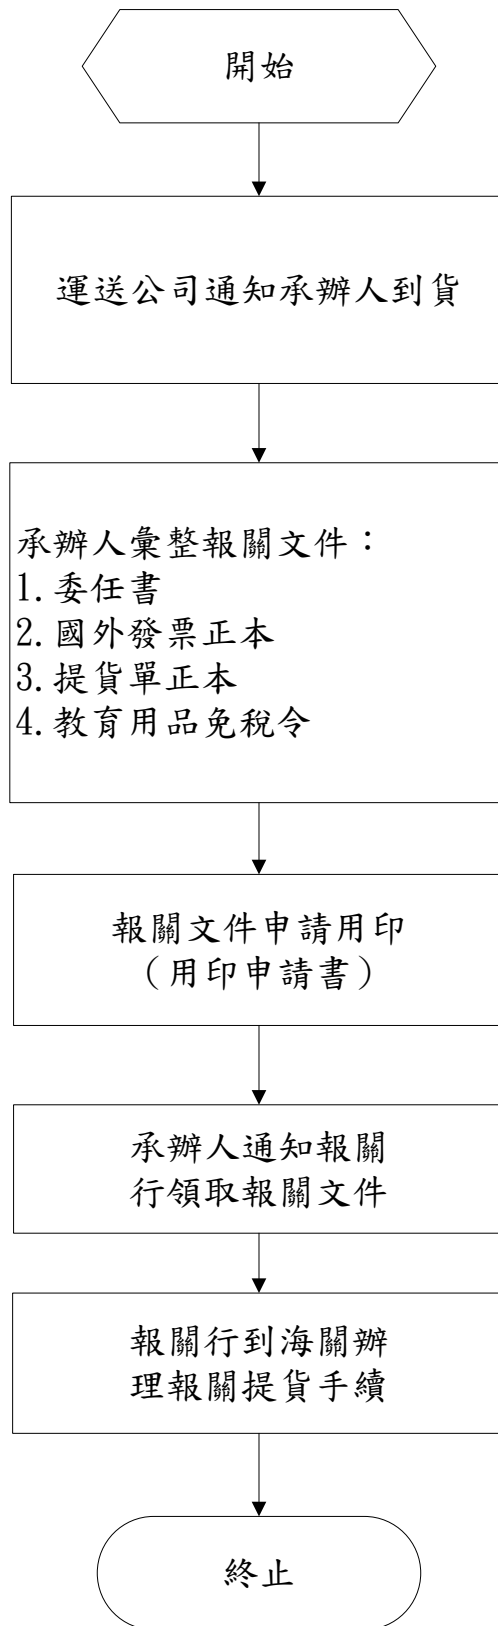 開始
運送公司通知承辦人到貨
承辦人彙整報關文件：
1.委任書
2.國外發票正本
3.提貨單正本
4.教育用品免稅令
報關文件申請用印
（用印申請書）
承辦人通知報關
行領取報關文件
報關行到海關辦
理報關提貨手續
終止